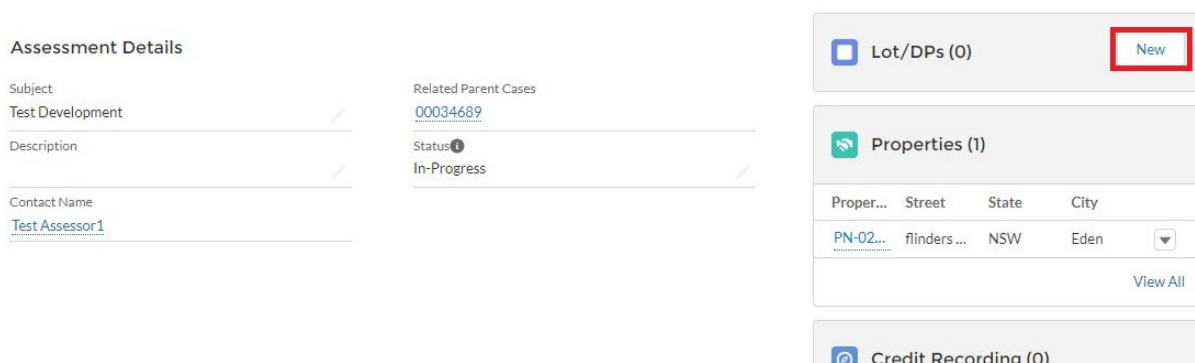 Assessment Details
Subject
Test Development
Related Parent Cases
00034689
Description
Status
In-Progress
Contact Name
Test Assessor1
Lot/DPs (0)
New
Properties (1)
Proper... Street State City
PN-02... flinders ... NSW Eden
View All
Credit Recording (0)